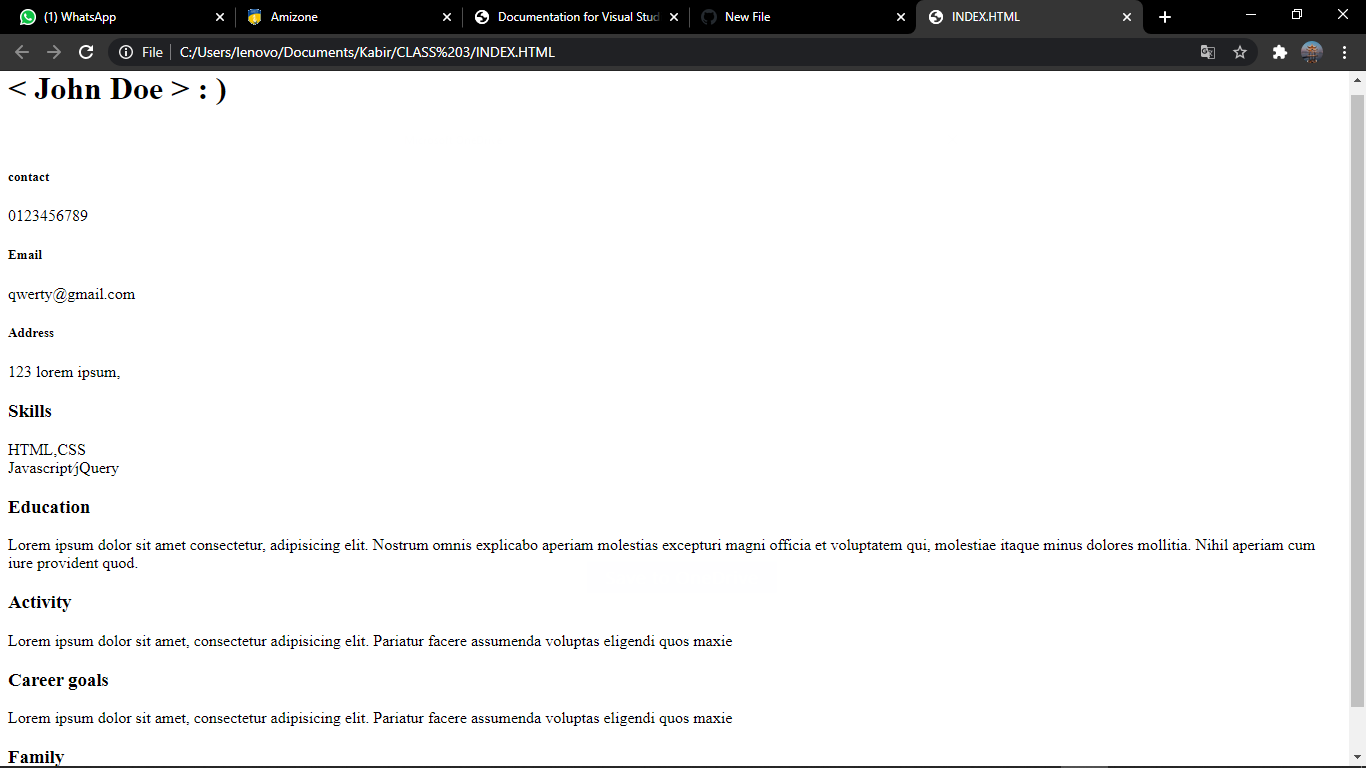 (1) WhatsApp
Amizone
Documentation for Visual Stud
New File
INDEX.HTML
File
C:/Users/lenovo/Documents/Kabir/CLASS%203/INDEX.HTML
< John Doe > : )
contact
0123456789
Email
qwerty@gmail.com
Address
123 lorem ipsum,
Skills
HTML,CSS
Javascript/jQuery
Education
Lorem ipsum dolor sit amet consectetur, adipisicing elit. Nostrum omnis explicabo aperiam molestias excepturi magni officia et voluptatem qui, molestiae itaque minus dolores mollitia. Nihil aperiam cum
iure provident quod.
Activity
Lorem ipsum dolor sit amet, consectetur adipisicing elit. Pariatur facere assumenda voluptas eligendi quos maxie
Career goals
Lorem ipsum dolor sit amet, consectetur adipisicing elit. Pariatur facere assumenda voluptas eligendi quos maxie
Family